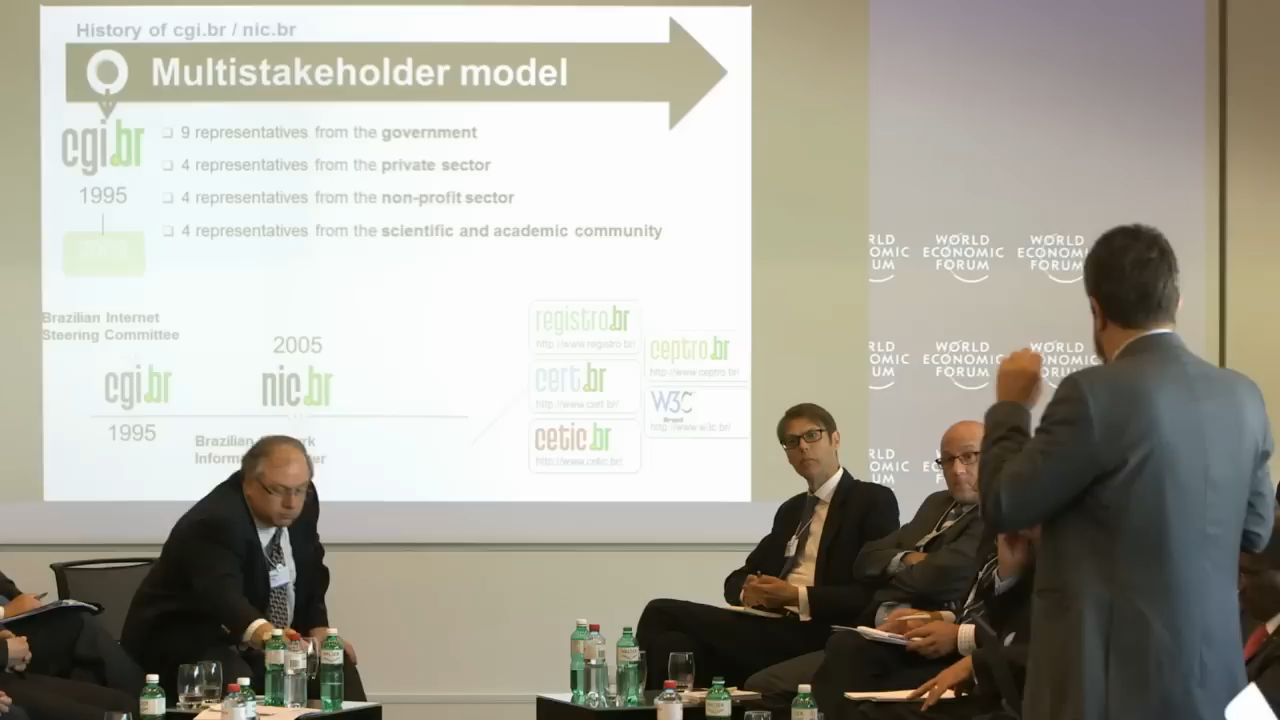 History of cgi.br / nic.br
Multistakeholder model
cgi.br
1995
9 representatives from the government
4 representatives from the private sector
4 representatives from the non-profit sector
4 representatives from the scientific and academic community
Brazilian Internet
Steering Committee
cgi.br
1995
2005
nic.br
Brazilian
registro.br
http://www.registro.br/
cert.br
http://www.cert.br/
cetic.br
http://www.cetic.br/
ceptro.br
http://www.ceptro.br/
W3C
http://www.w3c.br/
WORLD
ECONOMIC
FORUM
WORLD
ECONOMIC
FORUM
WORLD
ECONOMIC
FORUM
WORLD
ECONOMIC